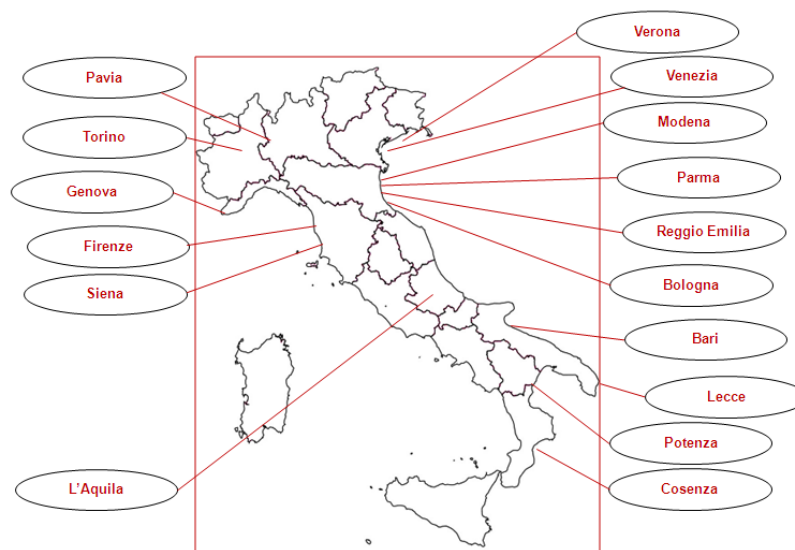 Verona
Pavia
Venezia
Modena
Torino
Parma
Genova
Reggio Emilia
Firenze
Bologna
Siena
Bari
Lecce
Potenza
L'Aquila
Cosenza